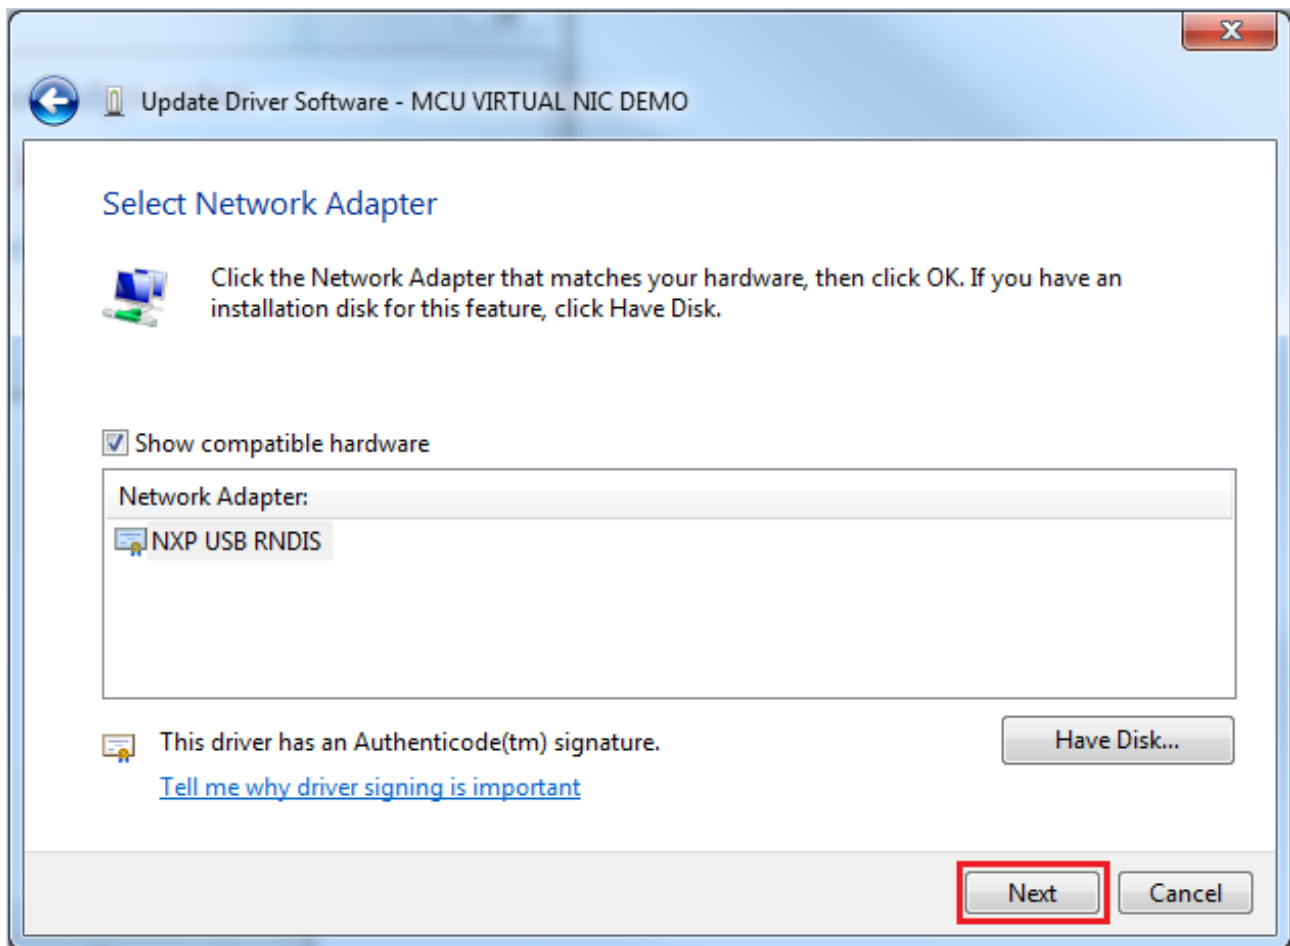 Update Driver Software - MCU VIRTUAL NIC DEMO
Select Network Adapter
Click the Network Adapter that matches your hardware, then click OK. If you have an
installation disk for this feature, click Have Disk.
Show compatible hardware
Network Adapter:
NXP USB RNDIS
This driver has an Authenticode(tm) signature.
Have Disk...
Tell me why driver signing is important
Next
Cancel